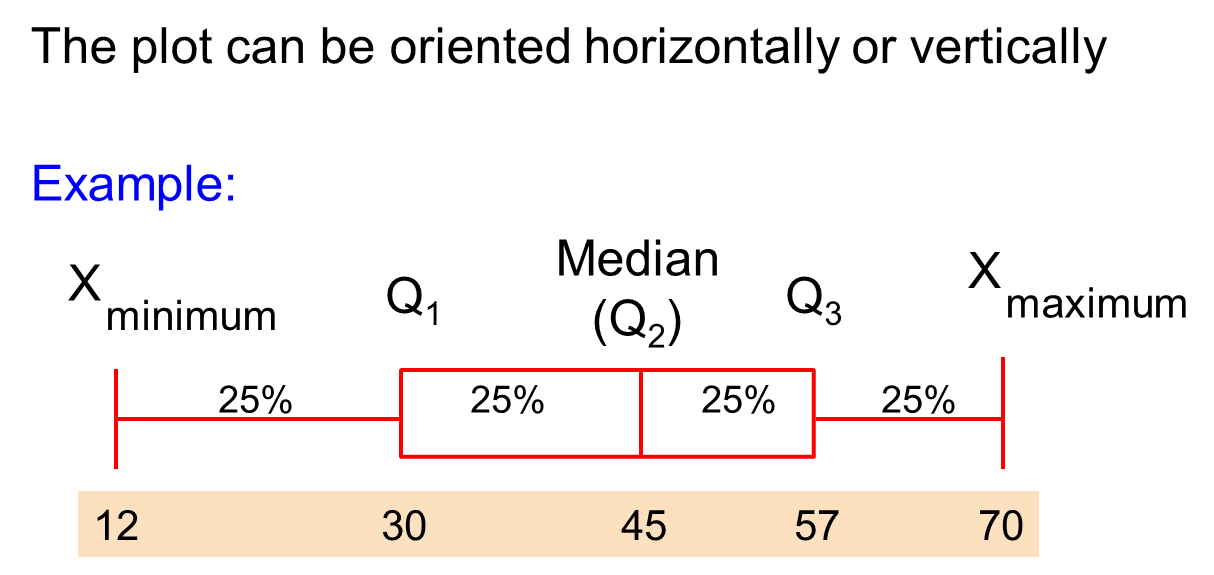 The plot can be oriented horizontally or vertically
Example:
X minimum Q1 Median (Q2) Q3 X maximum
25% 25% 25% 25%
12 30 45 57 70